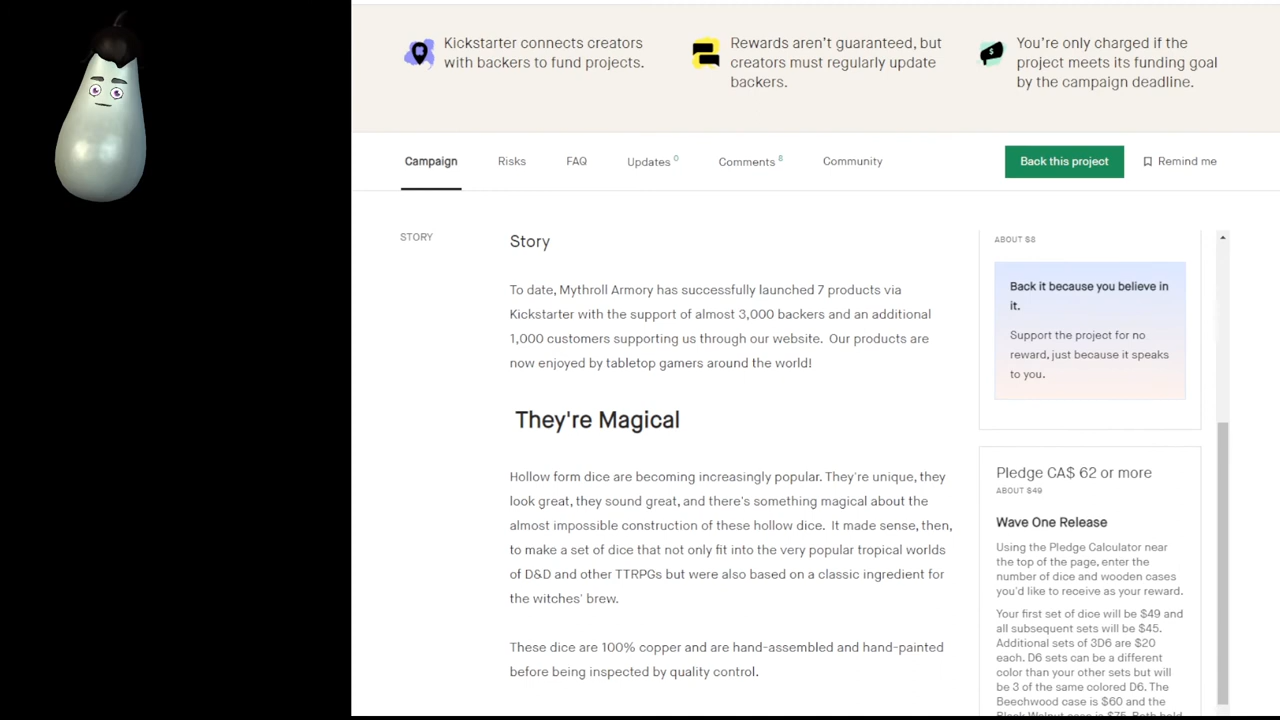 Kickstarter connects creators
with backers to fund projects.
Rewards aren't guaranteed, but
creators must regularly update
backers.
You're only charged if the
project meets its funding goal
by the campaign deadline.
Campaign
Risks
FAQ
Updates 0
Comments 8
Community
Back this project
Remind me
STORY
Story
To date, Mythroll Armory has successfully launched 7 products via
Kickstarter with the support of almost 3,000 backers and an additional
1,000 customers supporting us through our website. Our products are
now enjoyed by tabletop gamers around the world!
They're Magical
Hollow form dice are becoming increasingly popular. They're unique, they
look great, they sound great, and there's something magical about the
almost impossible construction of these hollow dice. It made sense, then,
to make a set of dice that not only fit into the very popular tropical worlds
of D&D and other TTRPGs but were also based on a classic ingredient for
the witches' brew.
These dice are 100% copper and are hand-assembled and hand-painted
before being inspected by quality control.
ABOUT $8
Back it because you believe in
it.
Support the project for no
reward, just because it speaks
to you.
Pledge CA$ 62 or more
ABOUT $49
Wave One Release
Using the Pledge Calculator near
the top of the page, enter the
number of dice and wooden cases
you'd like to receive as your reward.
Your first set of dice will be $49 and
all subsequent sets will be $45.
Additional sets of 3D6 are $20
each. D6 sets can be a different
color than your other sets but will
be 3 of the same colored D6. The
Beechwood case is $60 and the
Black Walnut case is $75. Both hold